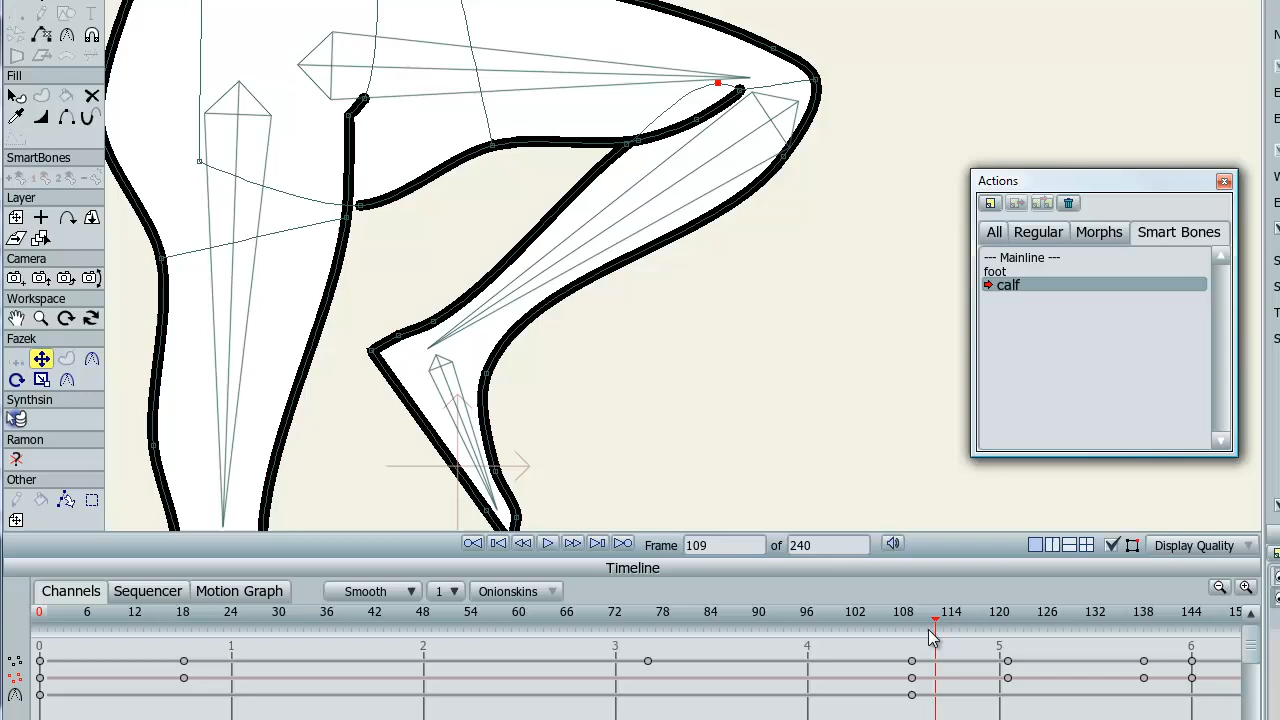 Fill
SmartBones
Layer
Camera
Workspace
Fazek
Synthsin
Ramon
Other
Actions
All Regular Morphs Smart Bones
--- Mainline ---
foot
calf
Frame 109 of 240
Display Quality
Timeline
Channels Sequencer Motion Graph Smooth 1 Onionskins
0 6 12 18 24 30 36 42 48 54 60 66 72 78 84 90 96 102 108 114 120 126 132 138 144 15
0 1 2 3 4 5 6